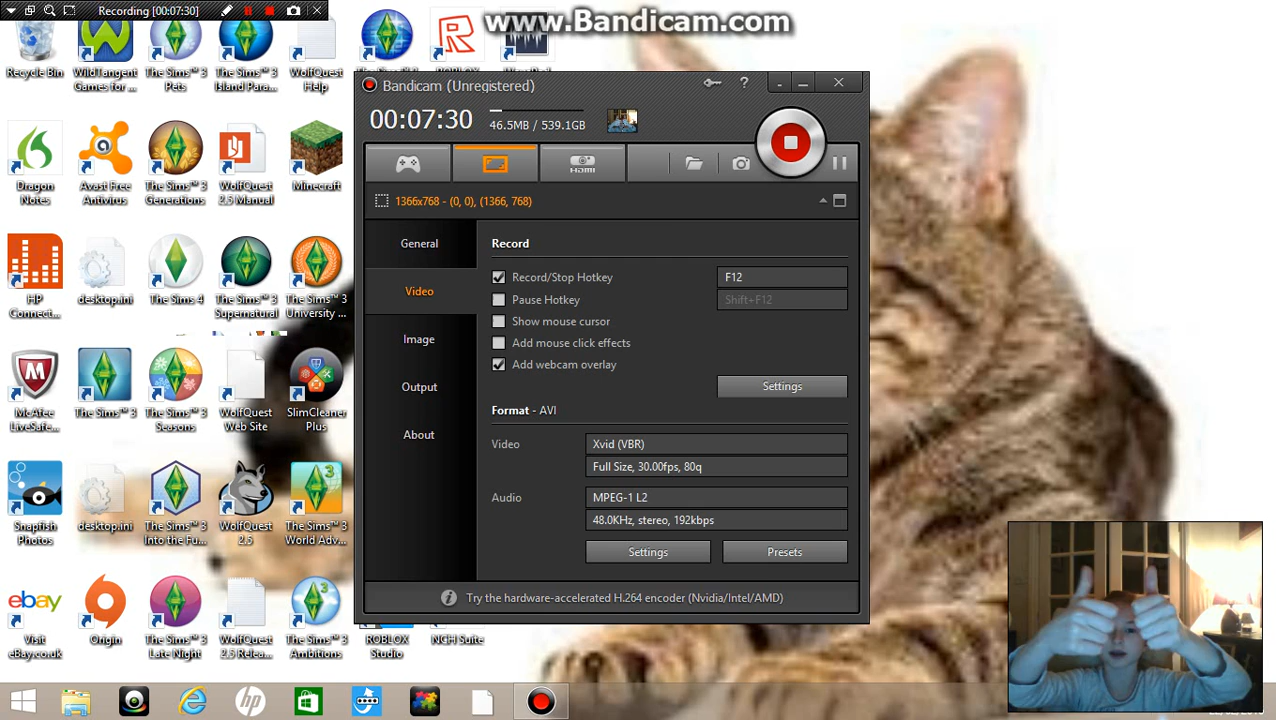 Recording [00:07:30]
www.Bandicam.com
Recycle Bin
WildTangent Games for ...
The Sims 3 Pets
The Sims™ 3 Island Para...
WolfQuest Help
Bandicam (Unregistered)
?
00:07:30
46.5MB / 539.1GB
HDMI
1366x768 - (0, 0), (1366, 768)
Dragon Notes
Avast Free Antivirus
The Sims™ 3 Generations
WolfQuest 2.5 Manual
Minecraft
General
Video
Image
Output
About
Record
Record/Stop Hotkey
F12
Pause Hotkey
Shift+F12
Show mouse cursor
Add mouse click effects
Add webcam overlay
Settings
Format - AVI
Video
Xvid (VBR)
Full Size, 30.00fps, 80q
Audio
MPEG-1 L2
48.0KHz, stereo, 192kbps
Settings
Presets
Try the hardware-accelerated H.264 encoder (Nvidia/Intel/AMD)
HP Connect...
desktop.ini
The Sims 4
The Sims™ 3 Supernatural
The Sims™ 3 University ...
McAfee LiveSafe...
The Sims™ 3
The Sims™ 3 Seasons
WolfQuest Web Site
SlimCleaner Plus
Snapfish Photos
desktop.ini
The Sims™ 3 Into the Fu...
WolfQuest 2.5
The Sims™ 3 World Adv...
ebay
Visit eBay.co.uk
Origin
The Sims™ 3 Late Night
WolfQuest 2.5 Relea...
The Sims™ 3 Ambitions
ROBLOX Studio
NCH Suite
hp